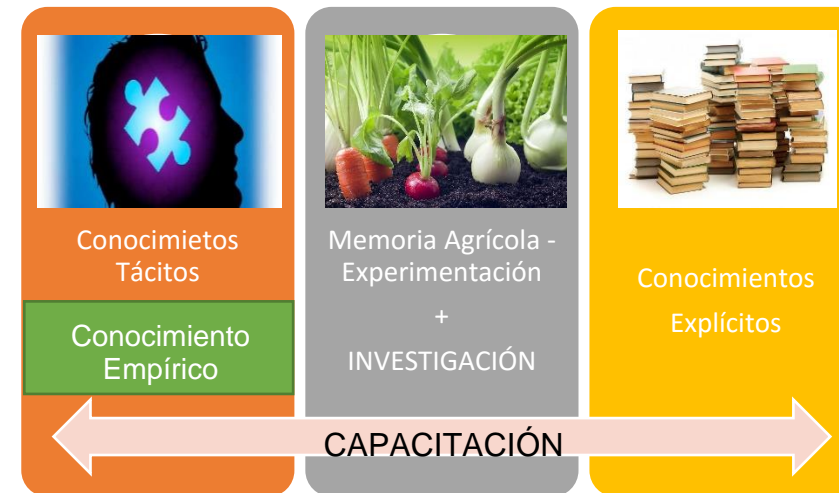 Conocimietos
Tácitos
Conocimiento
Empírico
Memoria Agrícola -
Experimentación
+
INVESTIGACIÓN
Conocimientos
Explícitos
CAPACITACIÓN